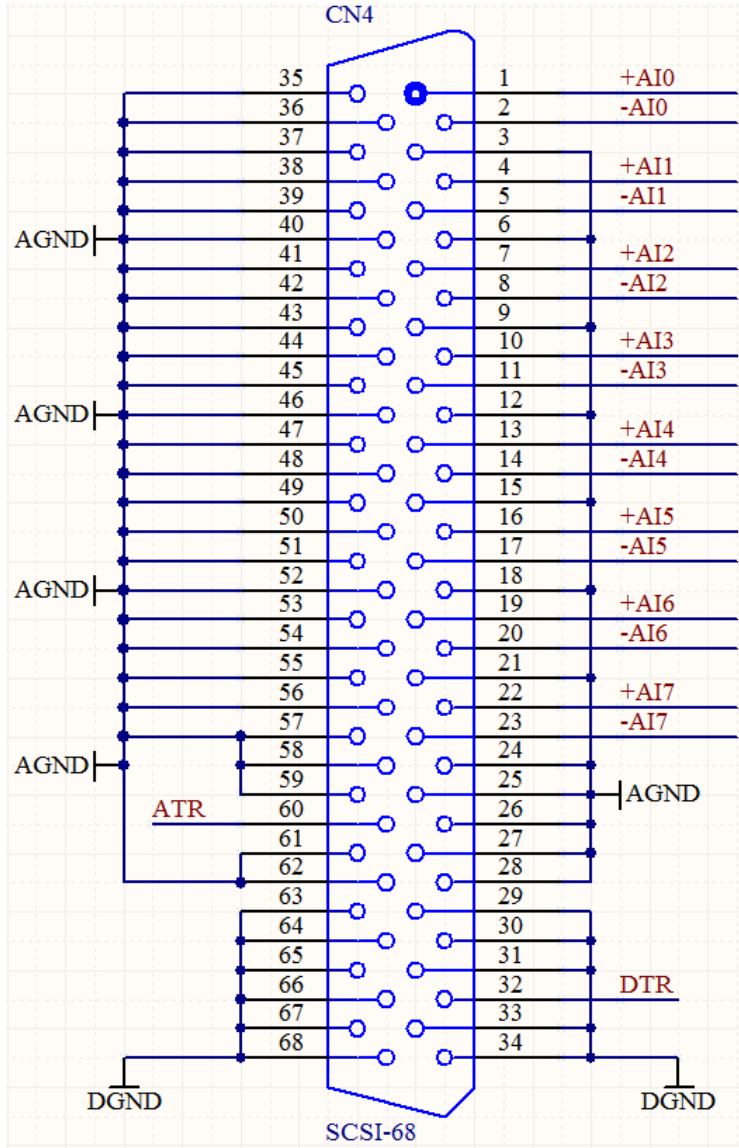 CN4
35 1 +AI0
36 2 -AI0
37 3
38 4 +AI1
39 5 -AI1
AGND 40 6
41 7 +AI2
42 8 -AI2
43 9
44 10 +AI3
45 11 -AI3
AGND 46 12
47 13 +AI4
48 14 -AI4
49 15
50 16 +AI5
51 17 -AI5
AGND 52 18
53 19 +AI6
54 20 -AI6
55 21
56 22 +AI7
57 23 -AI7
AGND 58 24
59 25 AGND
ATR 60 26
61 27
62 28
63 29
64 30
65 31
66 32 DTR
67 33
68 34
DGND DGND
SCSI-68